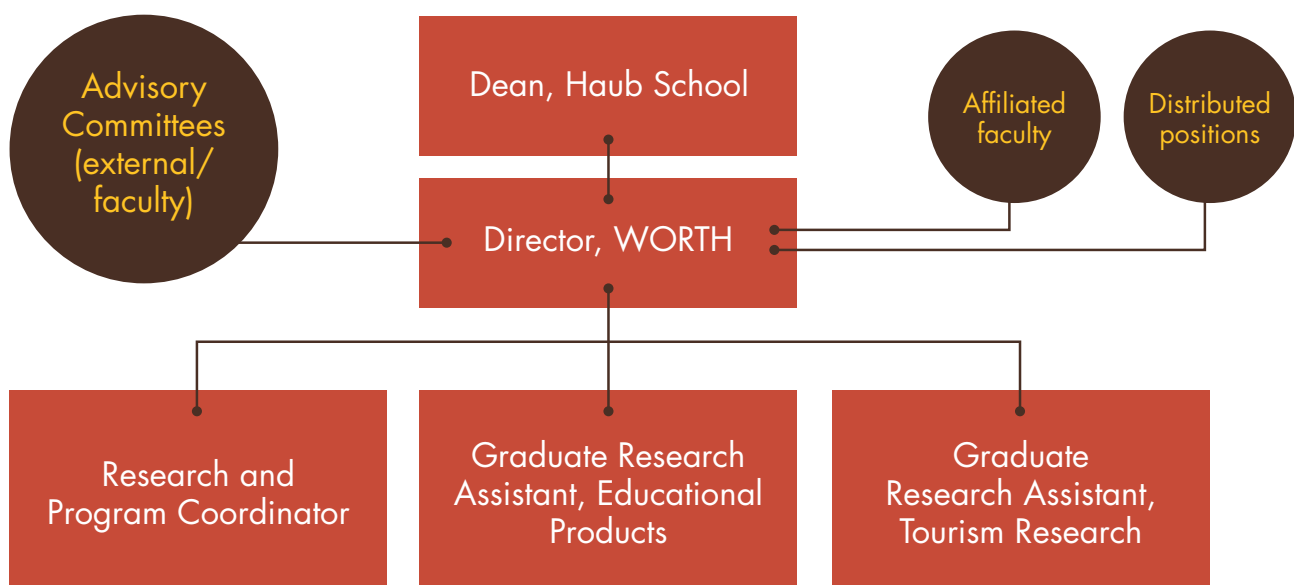 Advisory
Committees
(external/
faculty)
Dean, Haub School
Affiliated
faculty
Distributed
positions
Director, WORTH
Research and
Program Coordinator
Graduate Research
Assistant, Educational
Products
Graduate
Research Assistant,
Tourism Research